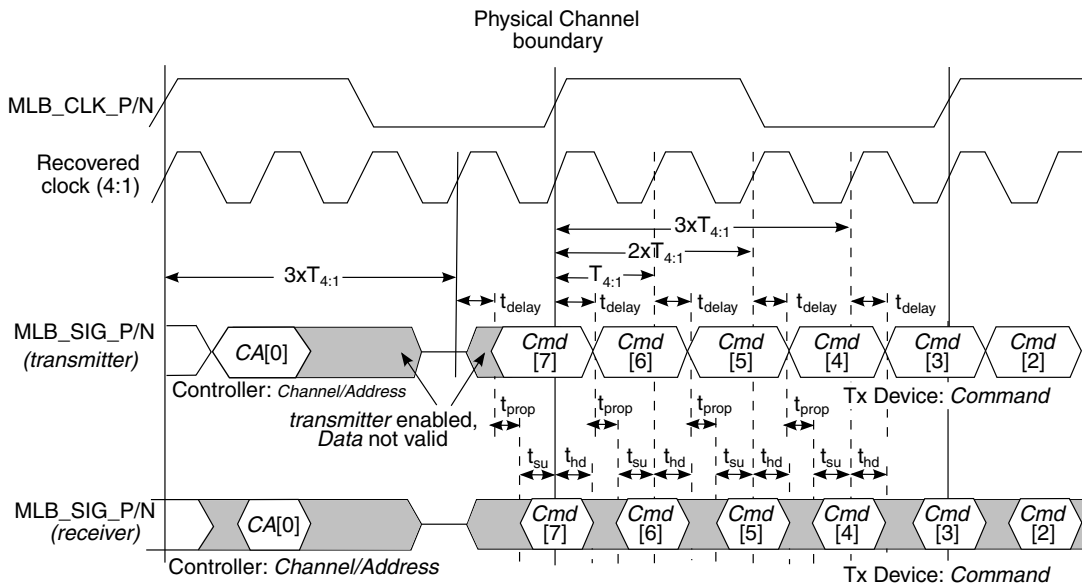 Physical Channel
boundary
MLB_CLK_P/N
Recovered
clock (4:1)
3xT4:1
2xT4:1
3xT4:1
T4:1
tdelay
tdelay
tdelay
tdelay
tdelay
MLB_SIG_P/N
(transmitter)
CA[0]
Cmd
[7]
Cmd
[6]
Cmd
[5]
Cmd
[4]
Cmd
[3]
Cmd
[2]
Controller: Channel/Address
Tx Device: Command
transmitter enabled,
Data not valid
tprop
tprop
tprop
tprop
tsu
thd
tsu
thd
tsu
thd
tsu
thd
MLB_SIG_P/N
(receiver)
CA[0]
Cmd
[7]
Cmd
[6]
Cmd
[5]
Cmd
[4]
Cmd
[3]
Cmd
[2]
Controller: Channel/Address
Tx Device: Command